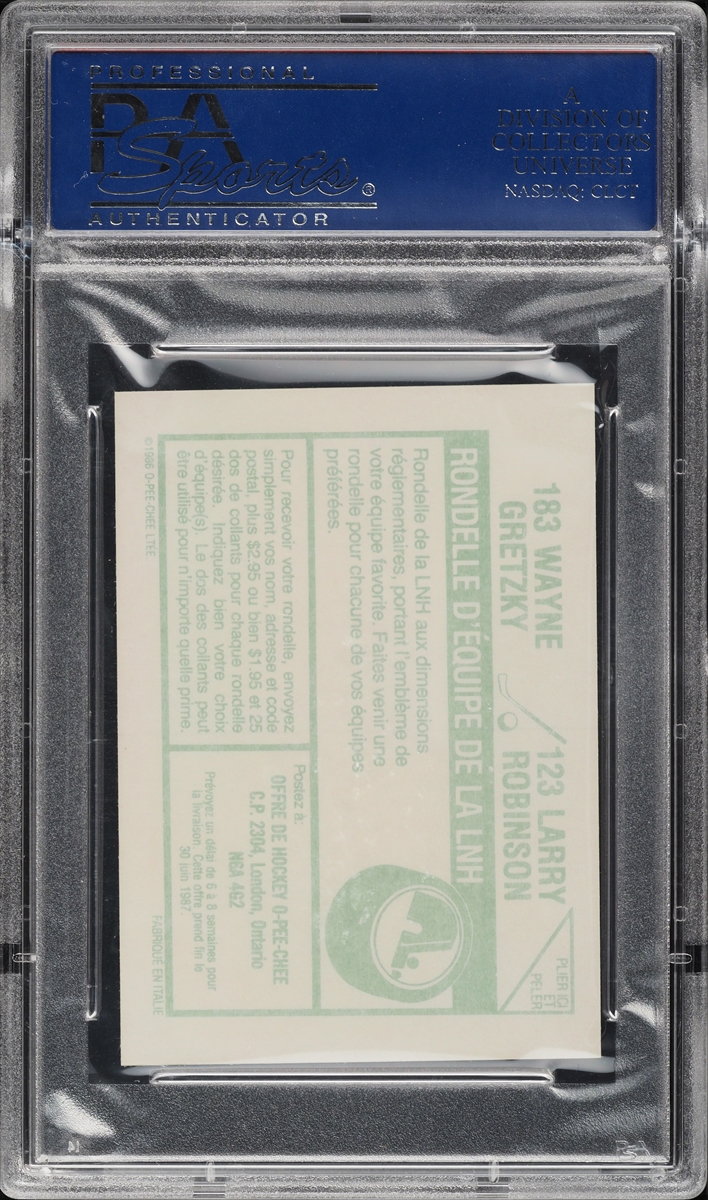 PROFESSIONAL
PSA
Sports®
AUTHENTICATOR
A
DIVISION OF
COLLECTORS
UNIVERSE
NASDAQ: CLCT
183 WAYNE
GRETZKY
123 LARRY
ROBINSON
PLIER ICI
ET
PELER
RONDELLE D'ÉQUIPE DE LA LNH
Rondelle de la LNH aux dimensions
réglementaires, portant l'emblème de
votre équipe favorite. Faites venir une
rondelle pour chacune de vos équipes
préférées.
Pour recevoir votre rondelle, envoyez
simplement vos nom, adresse et code
postal, plus $2.95 ou bien $1.95 et 25
dos de collants pour chaque rondelle
désirée. Indiquez bien votre choix
d'équipe(s). Le dos des collants peut
être utilisé pour n'importe quelle prime.
Postez à:
OFFRE DE HOCKEY O-PEE-CHEE
C.P. 2304, London, Ontario
N6A 4G2
Prévoyez un délai de 6 à 8 semaines pour
la livraison. Cette offre prend fin le
30 juin 1987
©1986 O-PEE-CHEE LTEE.
FABRIQUÉ EN ITALIE
14